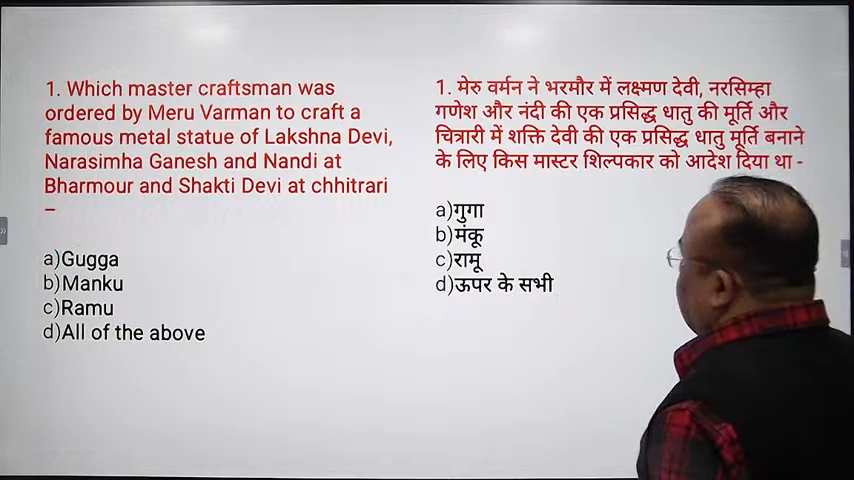 1. Which master craftsman was
ordered by Meru Varman to craft a
famous metal statue of Lakshna Devi,
Narasimha Ganesh and Nandi at
Bharmour and Shakti Devi at chhitrari
–
a)Gugga
b)Manku
c)Ramu
d)All of the above
1. मेरु वर्मन ने भरमौर में लक्ष्मण देवी, नरसिम्हा
गणेश और नंदी की एक प्रसिद्ध धातु की मूर्ति और
चित्रारी में शक्ति देवी की एक प्रसिद्ध धातु मूर्ति बनाने
के लिए किस मास्टर शिल्पकार को आदेश दिया था -
a)गुगा
b)मंकू
c)रामू
d)ऊपर के सभी